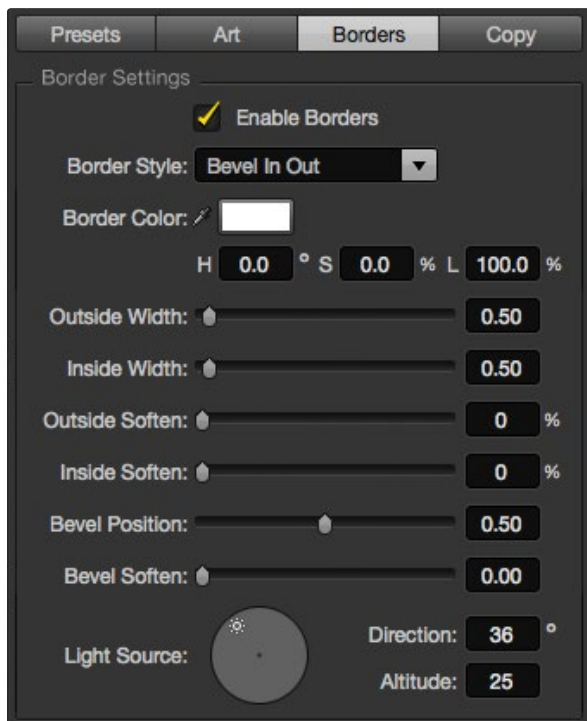 Presets Art Borders Copy
Border Settings
Enable Borders
Border Style: Bevel In Out
Border Color:
H 0.0 ° S 0.0 % L 100.0 %
Outside Width: 0.50
Inside Width: 0.50
Outside Soften: 0 %
Inside Soften: 0 %
Bevel Position: 0.50
Bevel Soften: 0.00
Light Source:
Direction: 36 °
Altitude: 25